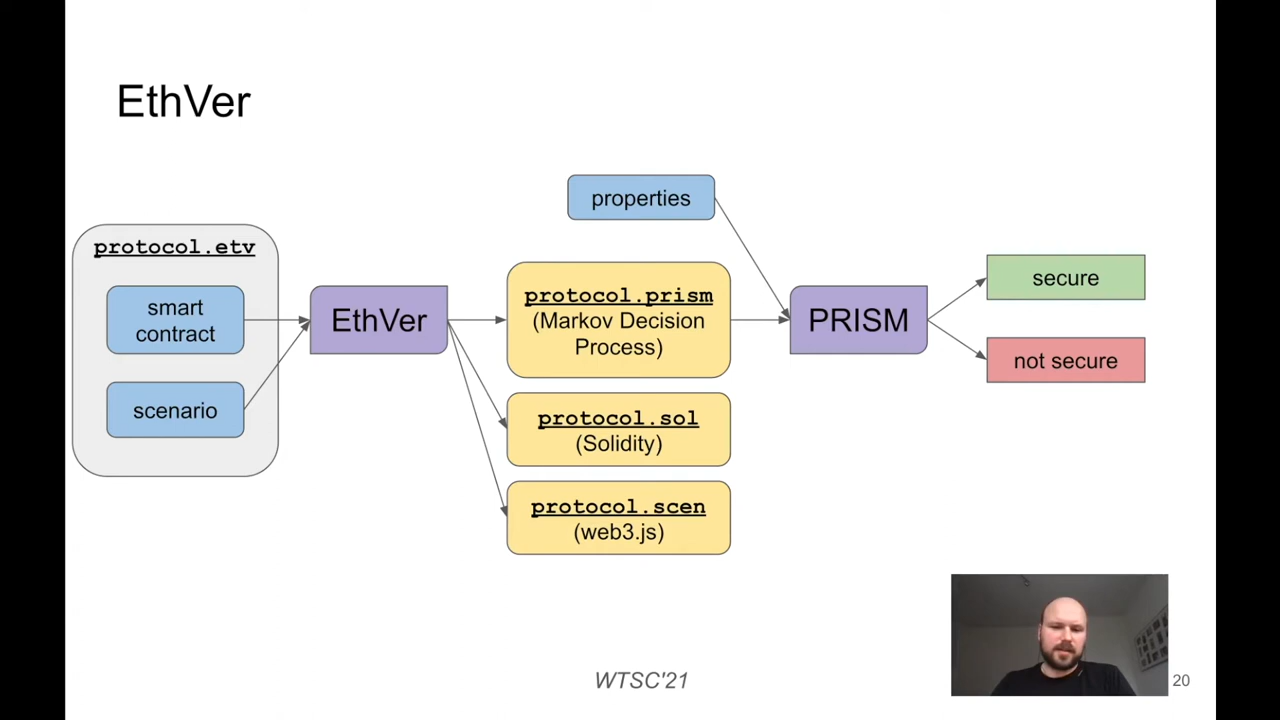 EthVer
properties
protocol.etv
smart
contract
scenario
EthVer
protocol.prism
(Markov Decision
Process)
protocol.sol
(Solidity)
protocol.scen
(web3.js)
PRISM
secure
not secure
WTSC'21
20